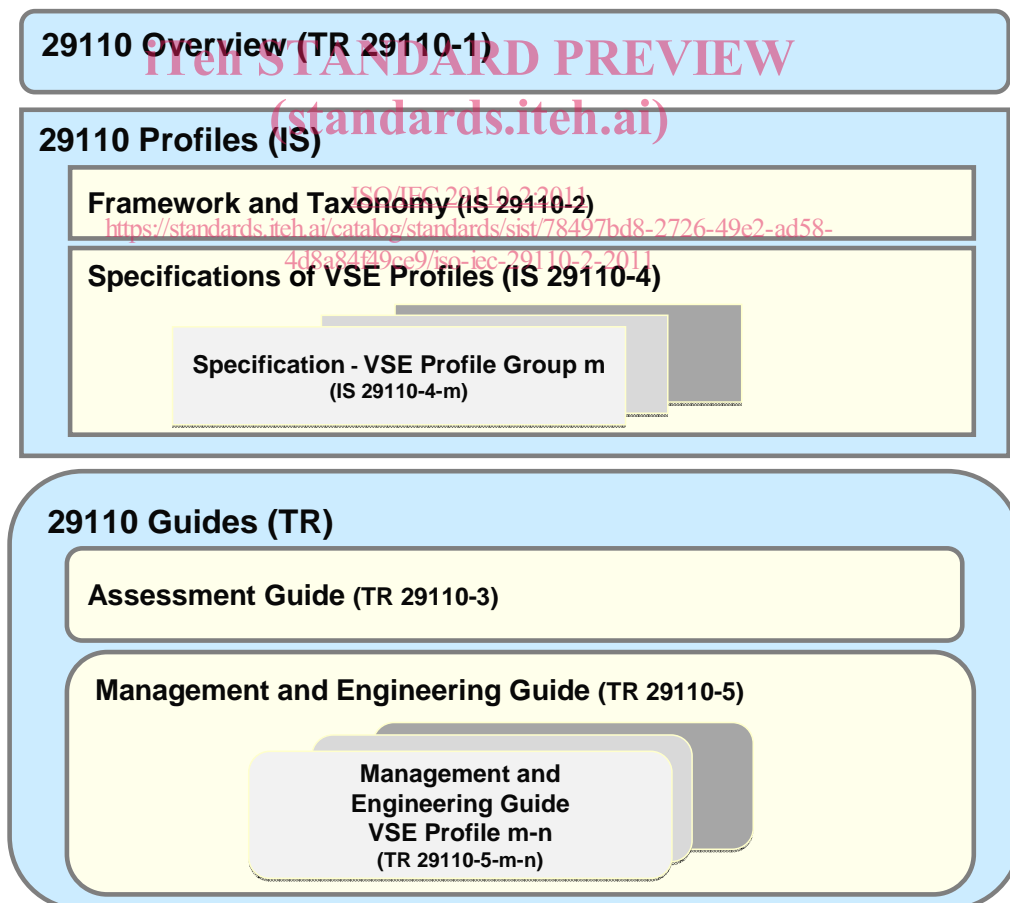 29110 Overview (TR 29110-1)
iTeh STANDARD PREVIEW
(standards.iteh.ai)
29110 Profiles (IS)
Framework and Taxonomy (IS 29110-2)
ISO/IEC 29110-2:2011
https://standards.iteh.ai/catalog/standards/sist/78497bd8-2726-49e2-ad58-
4d8a84f49ce9/iso-iec-29110-2-2011
Specifications of VSE Profiles (IS 29110-4)
Specification - VSE Profile Group m
(IS 29110-4-m)
29110 Guides (TR)
Assessment Guide (TR 29110-3)
Management and Engineering Guide (TR 29110-5)
Management and
Engineering Guide
VSE Profile m-n
(TR 29110-5-m-n)